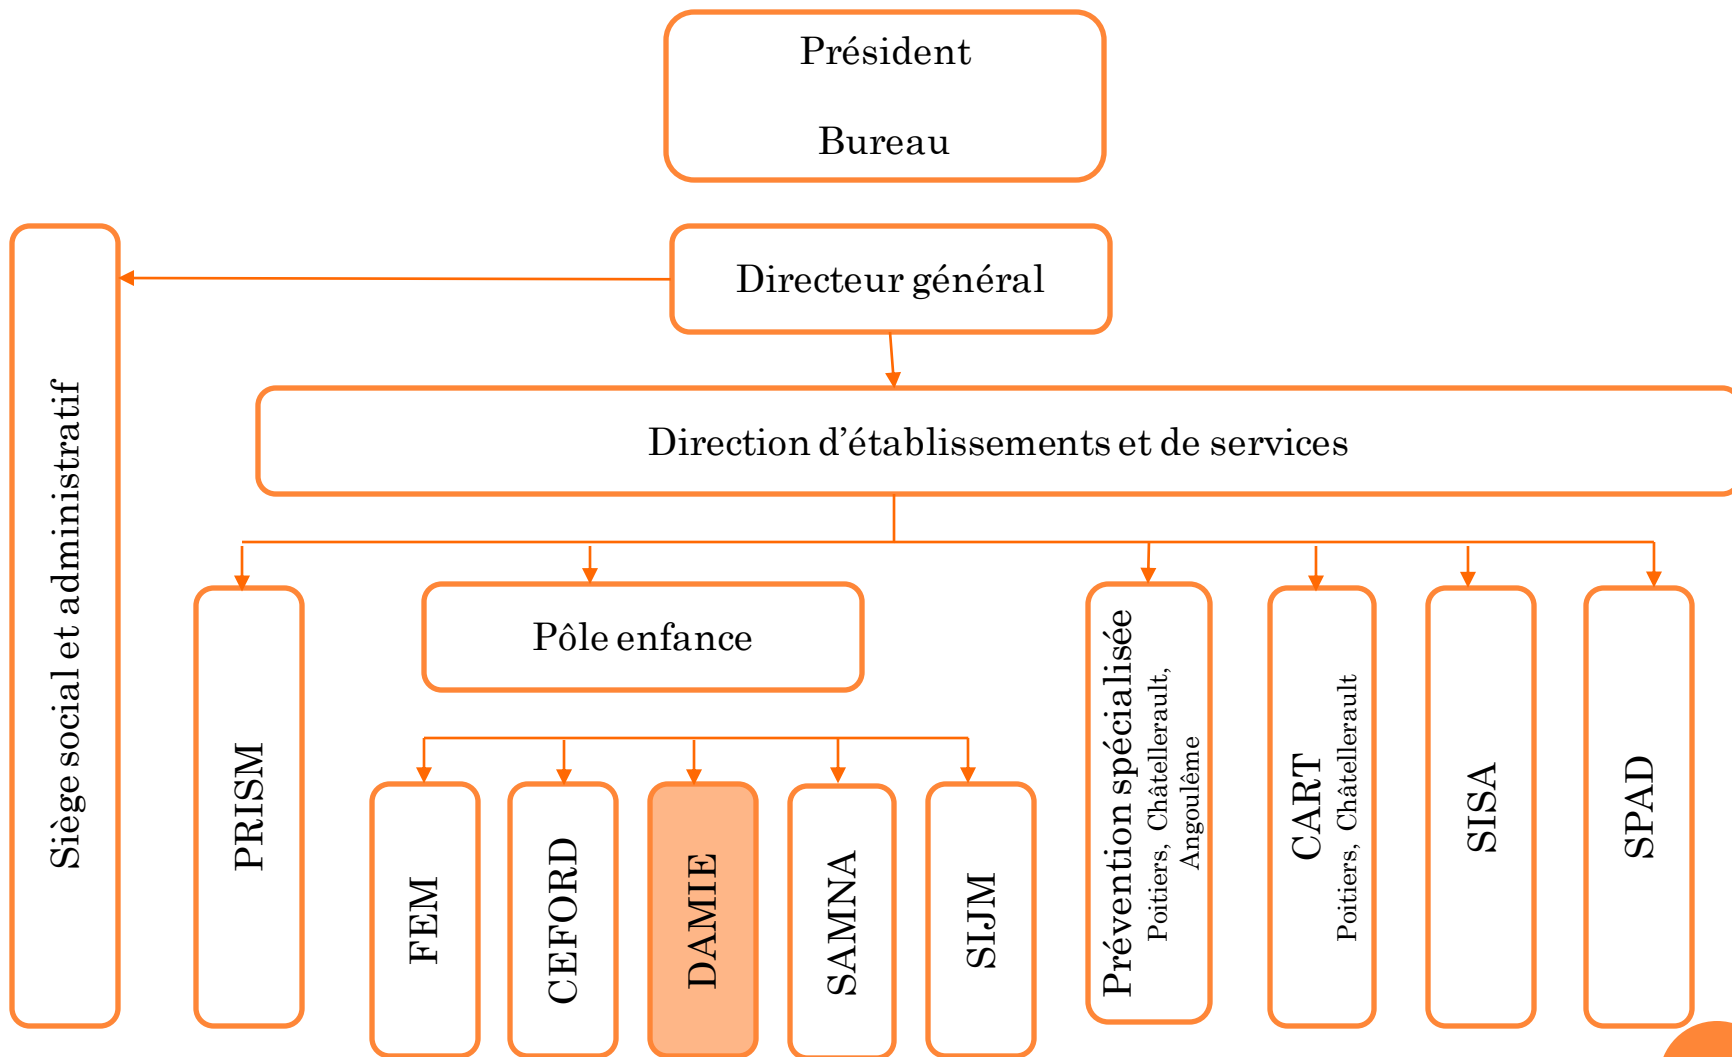 Président
Bureau
Directeur général
Siège social et administratif
Direction d’établissements et de services
PRISM
Pôle enfance
FEM
CEFORD
DAMIE
SAMNA
SIJM
Prévention spécialisée
Poitiers, Châtellerault,
Angoulême
CART
Poitiers, Châtellerault
SISA
SPAD